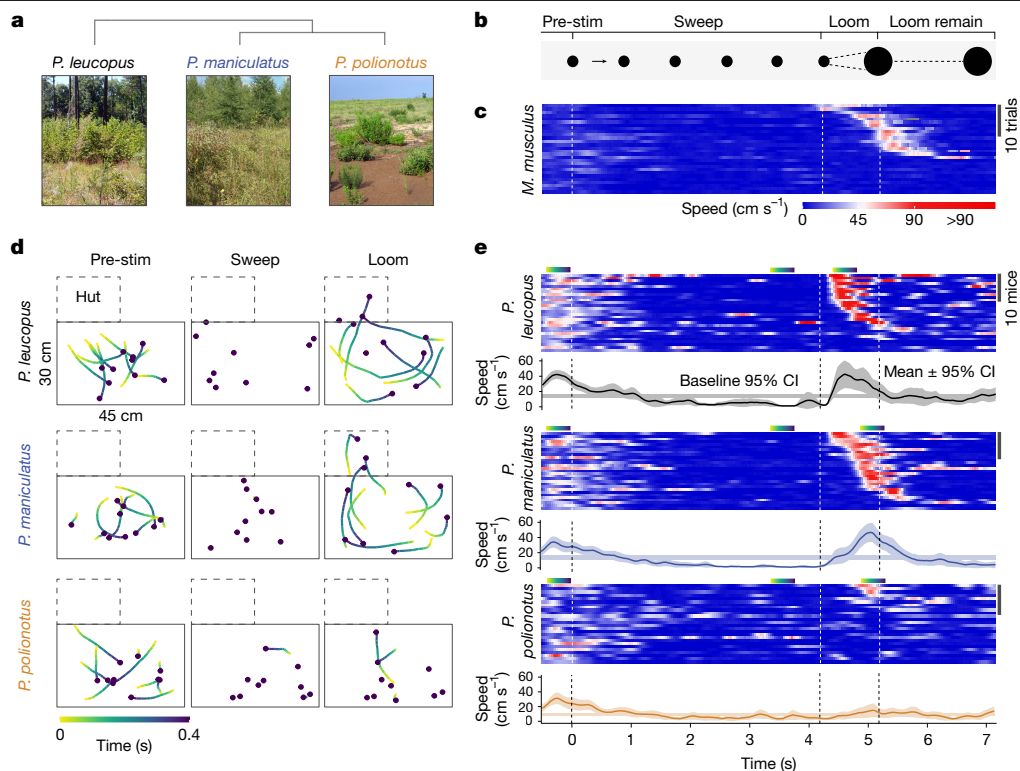 a
P. leucopus
P. maniculatus
P. polionotus
b
Pre-stim
Sweep
Loom
Loom remain
c
M. musculus
10 trials
Speed (cm s−1)
0
45
90
>90
d
Pre-stim
Sweep
Loom
Hut
P. leucopus
30 cm
45 cm
P. maniculatus
P. polionotus
0
0.4
Time (s)
e
P. leucopus
10 mice
Speed (cm s−1)
60
40
20
0
Baseline 95% CI
Mean ± 95% CI
P. maniculatus
Speed (cm s−1)
60
40
20
0
P. polionotus
Speed (cm s−1)
60
40
20
0
0
1
2
3
4
5
6
7
Time (s)